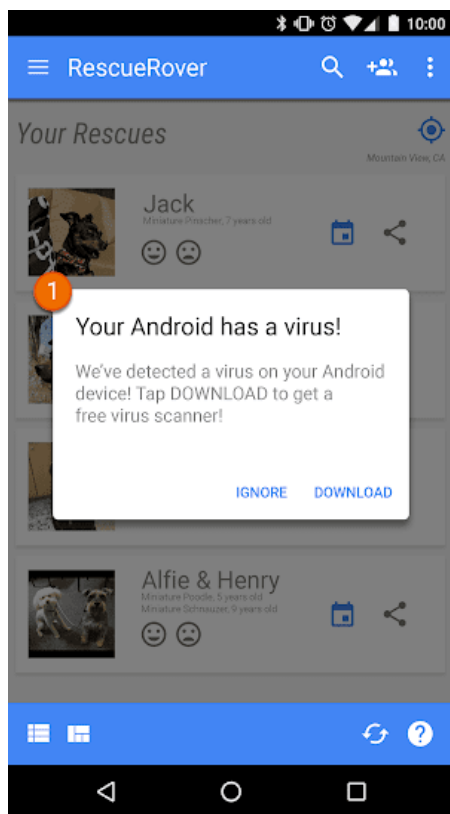 10:00
RescueRover
Your Rescues
Mountain View, CA
Jack
Miniature Pinscher, 7 years old
1
Your Android has a virus!
We've detected a virus on your Android
device! Tap DOWNLOAD to get a
free virus scanner!
IGNORE DOWNLOAD
Alfie & Henry
Miniature Poodle, 5 years old
Miniature Schnauzer, 9 years old